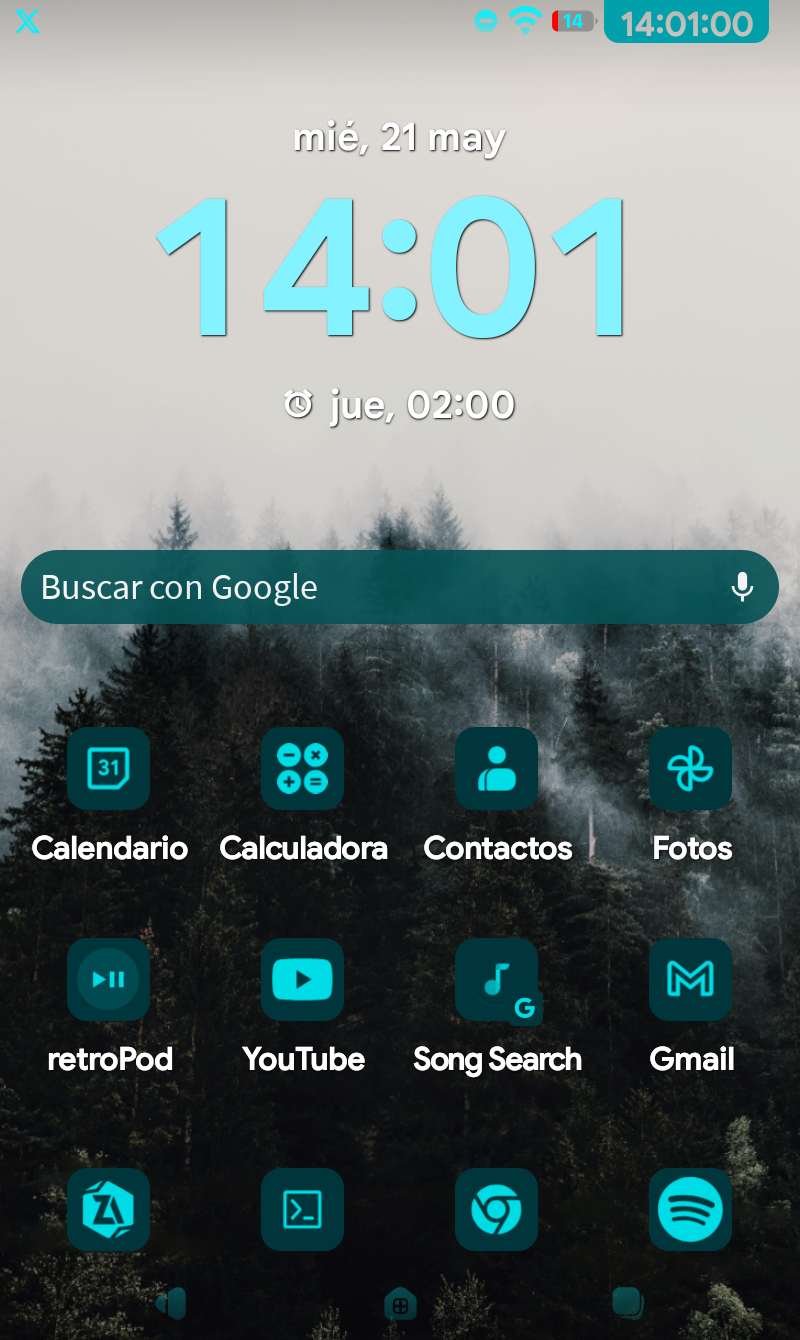 14
14:01:00
mié, 21 may
14:01
jue, 02:00
Buscar con Google
31
Calendario Calculadora Contactos Fotos
G
retroPod YouTube Song Search Gmail
ZA